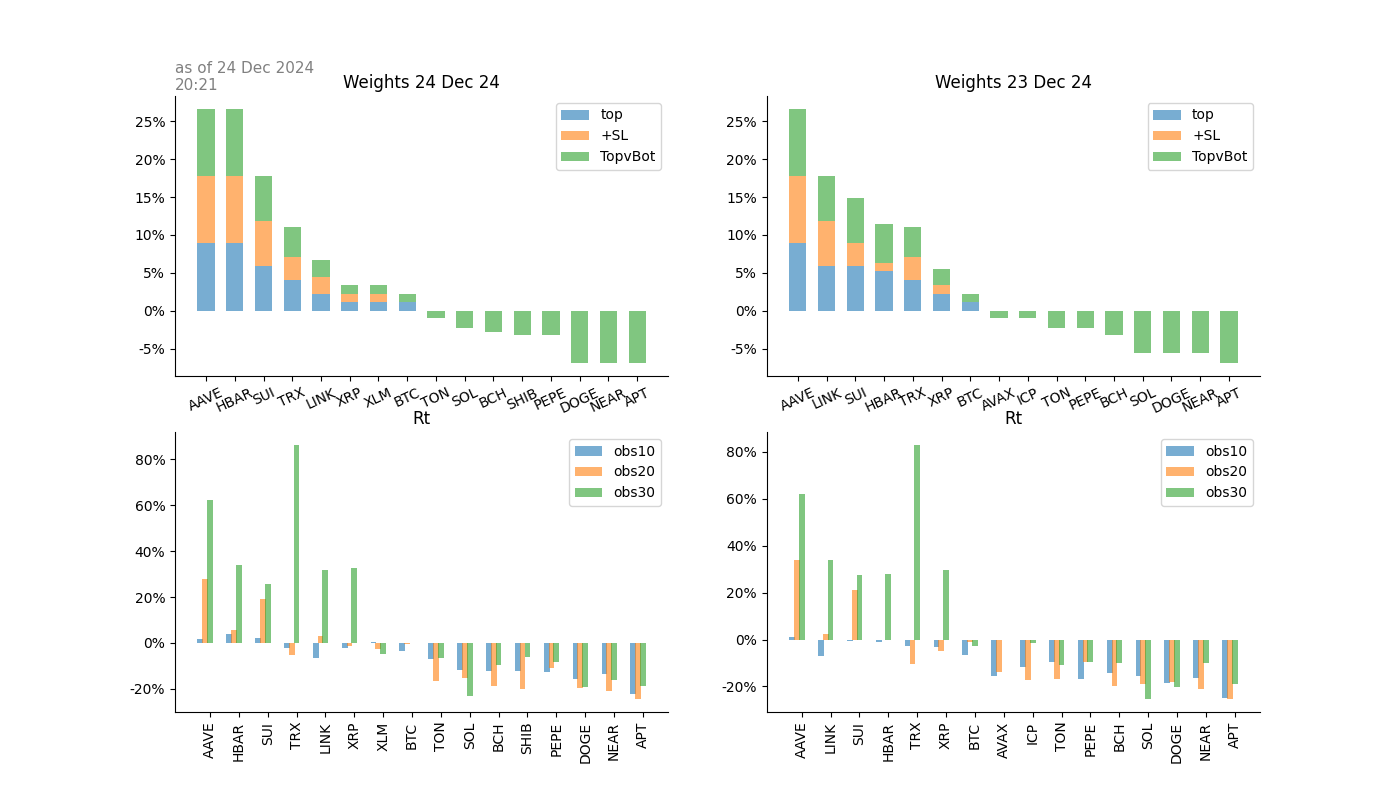 as of 24 Dec 2024
20:21
Weights 24 Dec 24
25%
20%
15%
10%
5%
0%
-5%
top
+SL
TopvBot
AAVE HBAR SUI TRX LINK XRP XLM BTC TON SOL BCH SHIB PEPE DOGE NEAR APT
Weights 23 Dec 24
25%
20%
15%
10%
5%
0%
-5%
top
+SL
TopvBot
AAVE LINK SUI HBAR TRX XRP BTC AVAX ICP TON PEPE BCH SOL DOGE NEAR APT
Rt
80%
60%
40%
20%
0%
-20%
obs10
obs20
obs30
AAVE HBAR SUI TRX LINK XRP XLM BTC TON SOL BCH SHIB PEPE DOGE NEAR APT
Rt
80%
60%
40%
20%
0%
-20%
obs10
obs20
obs30
AAVE LINK SUI HBAR TRX XRP BTC AVAX ICP TON PEPE BCH SOL DOGE NEAR APT